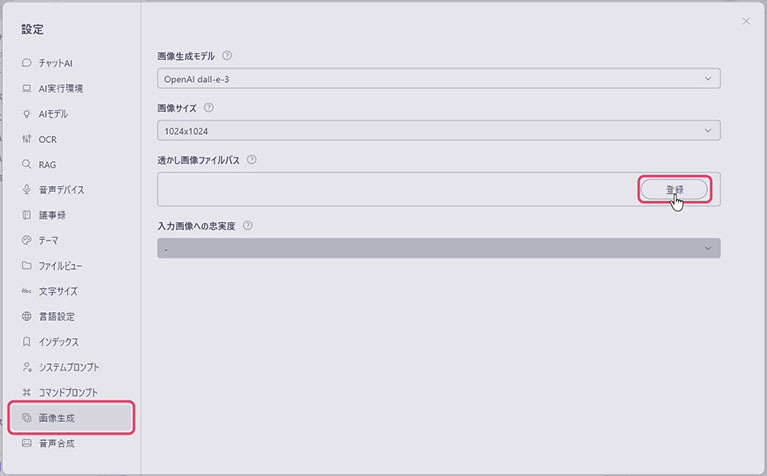 設定
チャットAI
AI実行環境
AIモデル
OCR
RAG
音声デバイス
議事録
テーマ
ファイルビュー
Abc 文字サイズ
言語設定
インデックス
システムプロンプト
コマンドプロンプト
画像生成
音声合成
画像生成モデル ?
OpenAI dall-e-3
画像サイズ ?
1024x1024
透かし画像ファイルパス ?
登録
入力画像への忠実度 ?
-